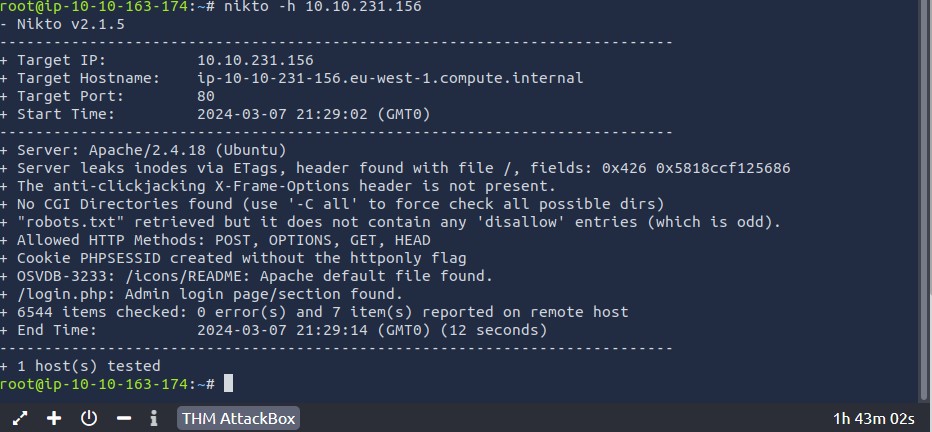 root@ip-10-10-163-174:~# nikto -h 10.10.231.156
- Nikto v2.1.5
---------------------------------------------------------------------------
+ Target IP:          10.10.231.156
+ Target Hostname:    ip-10-10-231-156.eu-west-1.compute.internal
+ Target Port:        80
+ Start Time:         2024-03-07 21:29:02 (GMT0)
---------------------------------------------------------------------------
+ Server: Apache/2.4.18 (Ubuntu)
+ Server leaks inodes via ETags, header found with file /, fields: 0x426 0x5818ccf125686
+ The anti-clickjacking X-Frame-Options header is not present.
+ No CGI Directories found (use '-C all' to force check all possible dirs)
+ "robots.txt" retrieved but it does not contain any 'disallow' entries (which is odd).
+ Allowed HTTP Methods: POST, OPTIONS, GET, HEAD
+ Cookie PHPSESSID created without the httponly flag
+ OSVDB-3233: /icons/README: Apache default file found.
+ /login.php: Admin login page/section found.
+ 6544 items checked: 0 error(s) and 7 item(s) reported on remote host
+ End Time:           2024-03-07 21:29:14 (GMT0) (12 seconds)
---------------------------------------------------------------------------
+ 1 host(s) tested
root@ip-10-10-163-174:~#
THM AttackBox
1h 43m 02s